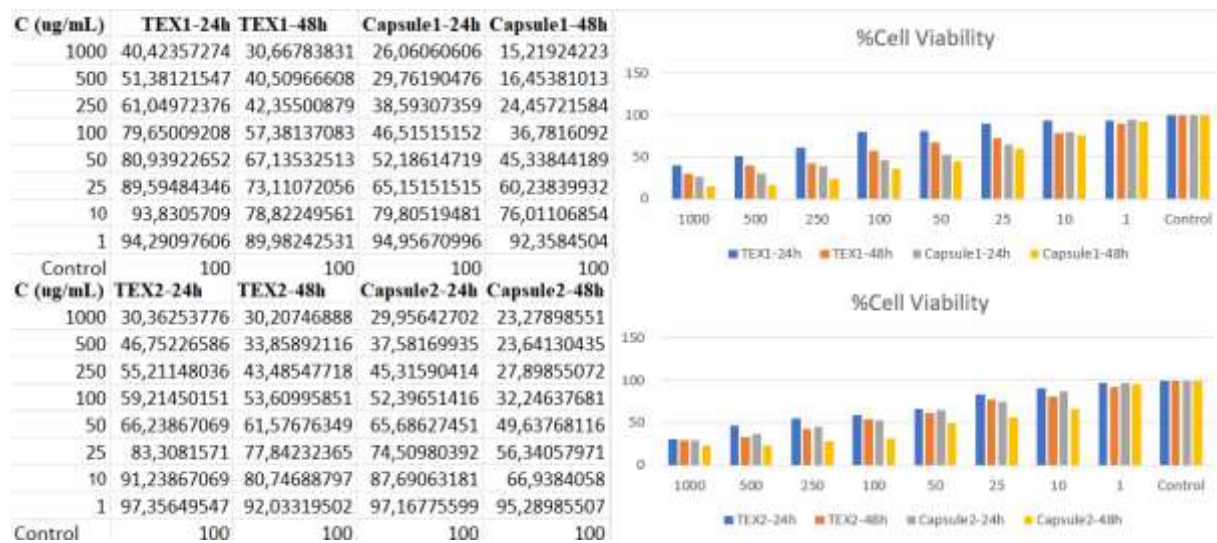 C (ug/mL) TEX1-24h TEX1-48h Capsule1-24h Capsule1-48h
1000 40,42357274 30,66783831 26,06060606 15,21924223
500 51,38121547 40,50966608 29,76190476 16,45381013
250 61,04972376 42,35500879 38,59307359 24,45721584
100 79,65009208 57,38137083 46,51515152 36,7816092
50 80,93922652 67,13532513 52,18614719 45,33844189
25 89,59484346 73,11072056 65,15151515 60,23839932
10 93,8305709 78,82249561 79,80519481 76,01106854
1 94,29097606 89,98242531 94,95670996 92,3584504
Control 100 100 100 100
%Cell Viability
150
100
50
0
1000 500 250 100 50 25 10 1 Control
TEX1-24h TEX1-48h Capsule1-24h Capsule1-48h
C (ug/mL) TEX2-24h TEX2-48h Capsule2-24h Capsule2-48h
1000 30,36253776 30,20746888 29,95642702 23,27898551
500 46,75226586 33,85892116 37,58169935 23,64130435
250 55,21148036 43,48547718 45,31590414 27,89855072
100 59,21450151 53,60995851 52,39651416 32,24637681
50 66,23867069 61,57676349 65,68627451 49,63768116
25 83,3081571 77,84232365 74,50980392 56,34057971
10 91,23867069 80,74688797 87,69063181 66,9384058
1 97,35649547 92,03319502 97,16775599 95,28985507
Control 100 100 100 100
%Cell Viability
150
100
50
0
1000 500 250 100 50 25 10 1 Control
TEX2-24h TEX2-48h Capsule2-24h Capsule2-48h